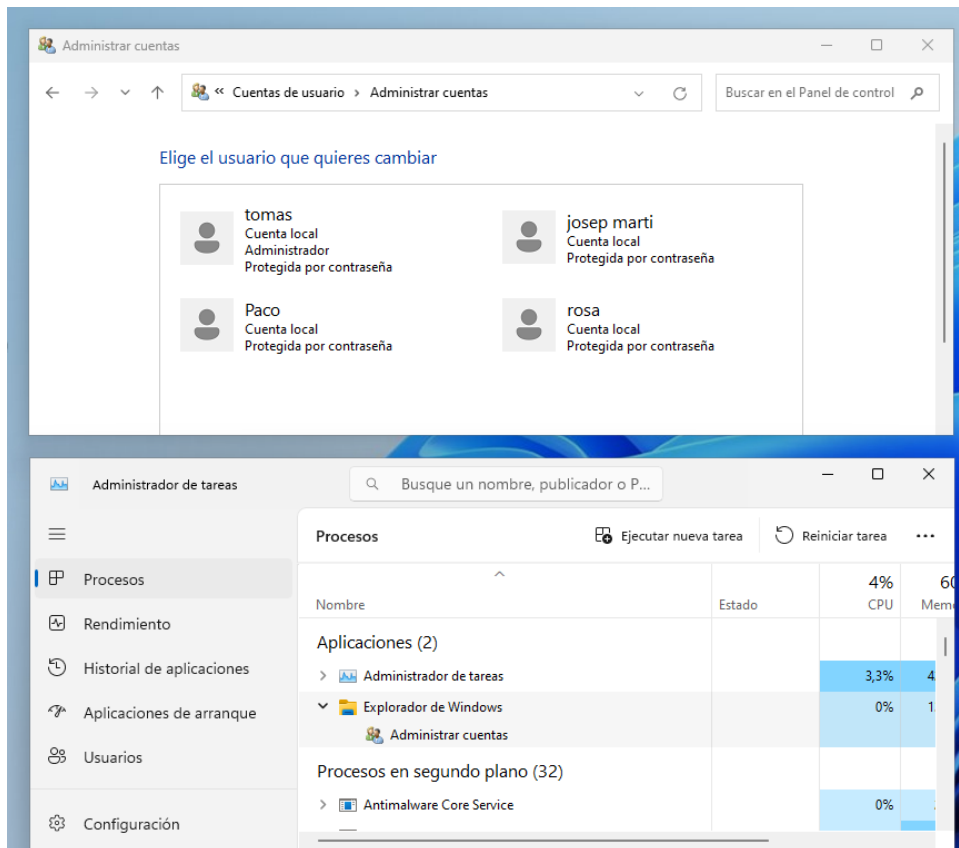 Administrar cuentas
« Cuentas de usuario > Administrar cuentas
Buscar en el Panel de control
Elige el usuario que quieres cambiar
tomas
Cuenta local
Administrador
Protegida por contraseña
josep marti
Cuenta local
Protegida por contraseña
Paco
Cuenta local
Protegida por contraseña
rosa
Cuenta local
Protegida por contraseña
Administrador de tareas
Busque un nombre, publicador o P...
Procesos
Rendimiento
Historial de aplicaciones
Aplicaciones de arranque
Usuarios
Configuración
Procesos
Ejecutar nueva tarea
Reiniciar tarea
Nombre
Estado
4%
CPU
Aplicaciones (2)
Administrador de tareas 3,3%
Explorador de Windows 0%
Administrar cuentas
Procesos en segundo plano (32)
Antimalware Core Service 0%